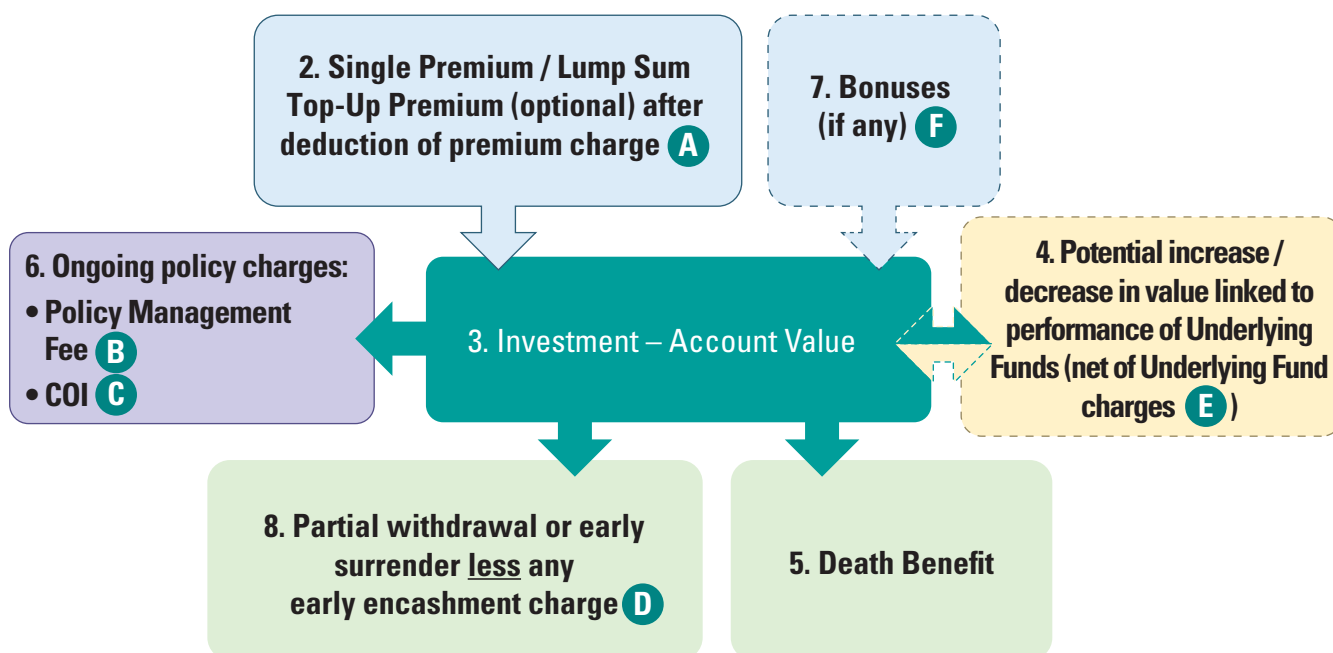 2. Single Premium / Lump Sum
Top-Up Premium (optional) after
deduction of premium charge A
7. Bonuses
(if any) F
6. Ongoing policy charges:
• Policy Management
Fee B
• COI C
3. Investment – Account Value
4. Potential increase /
decrease in value linked to
performance of Underlying
Funds (net of Underlying Fund
charges E )
8. Partial withdrawal or early
surrender less any
early encashment charge D
5. Death Benefit